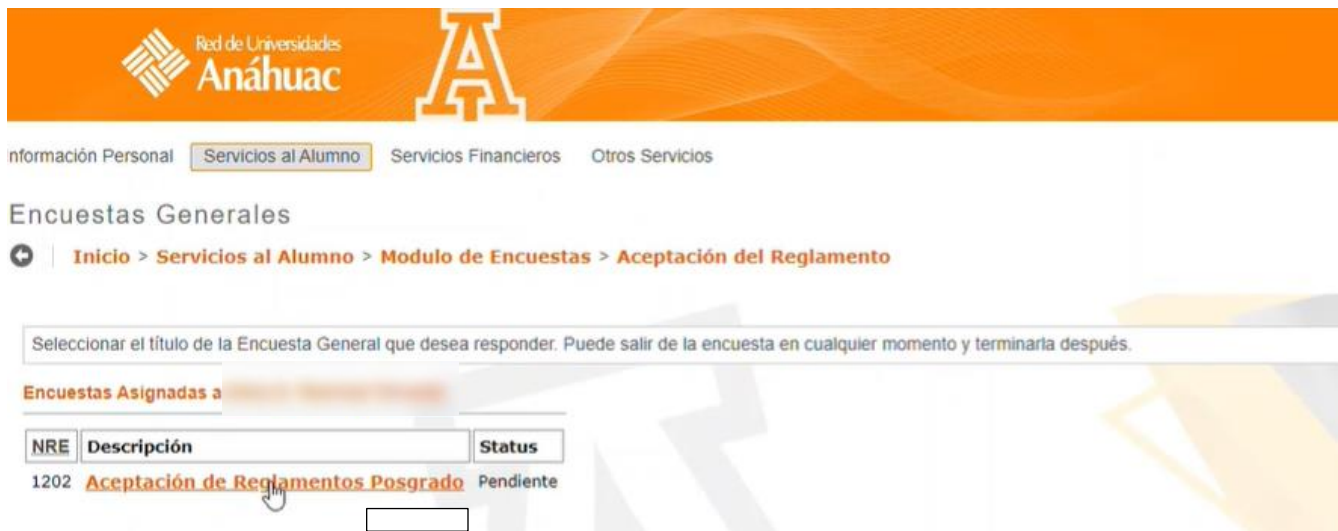 Red de Universidades
Anáhuac
nformación Personal Servicios al Alumno Servicios Financieros Otros Servicios
Encuestas Generales
Inicio > Servicios al Alumno > Modulo de Encuestas > Aceptación del Reglamento
Seleccionar el título de la Encuesta General que desea responder. Puede salir de la encuesta en cualquier momento y terminarla después.
Encuestas Asignadas a
NRE Descripción Status
1202 Aceptación de Reglamentos Posgrado Pendiente